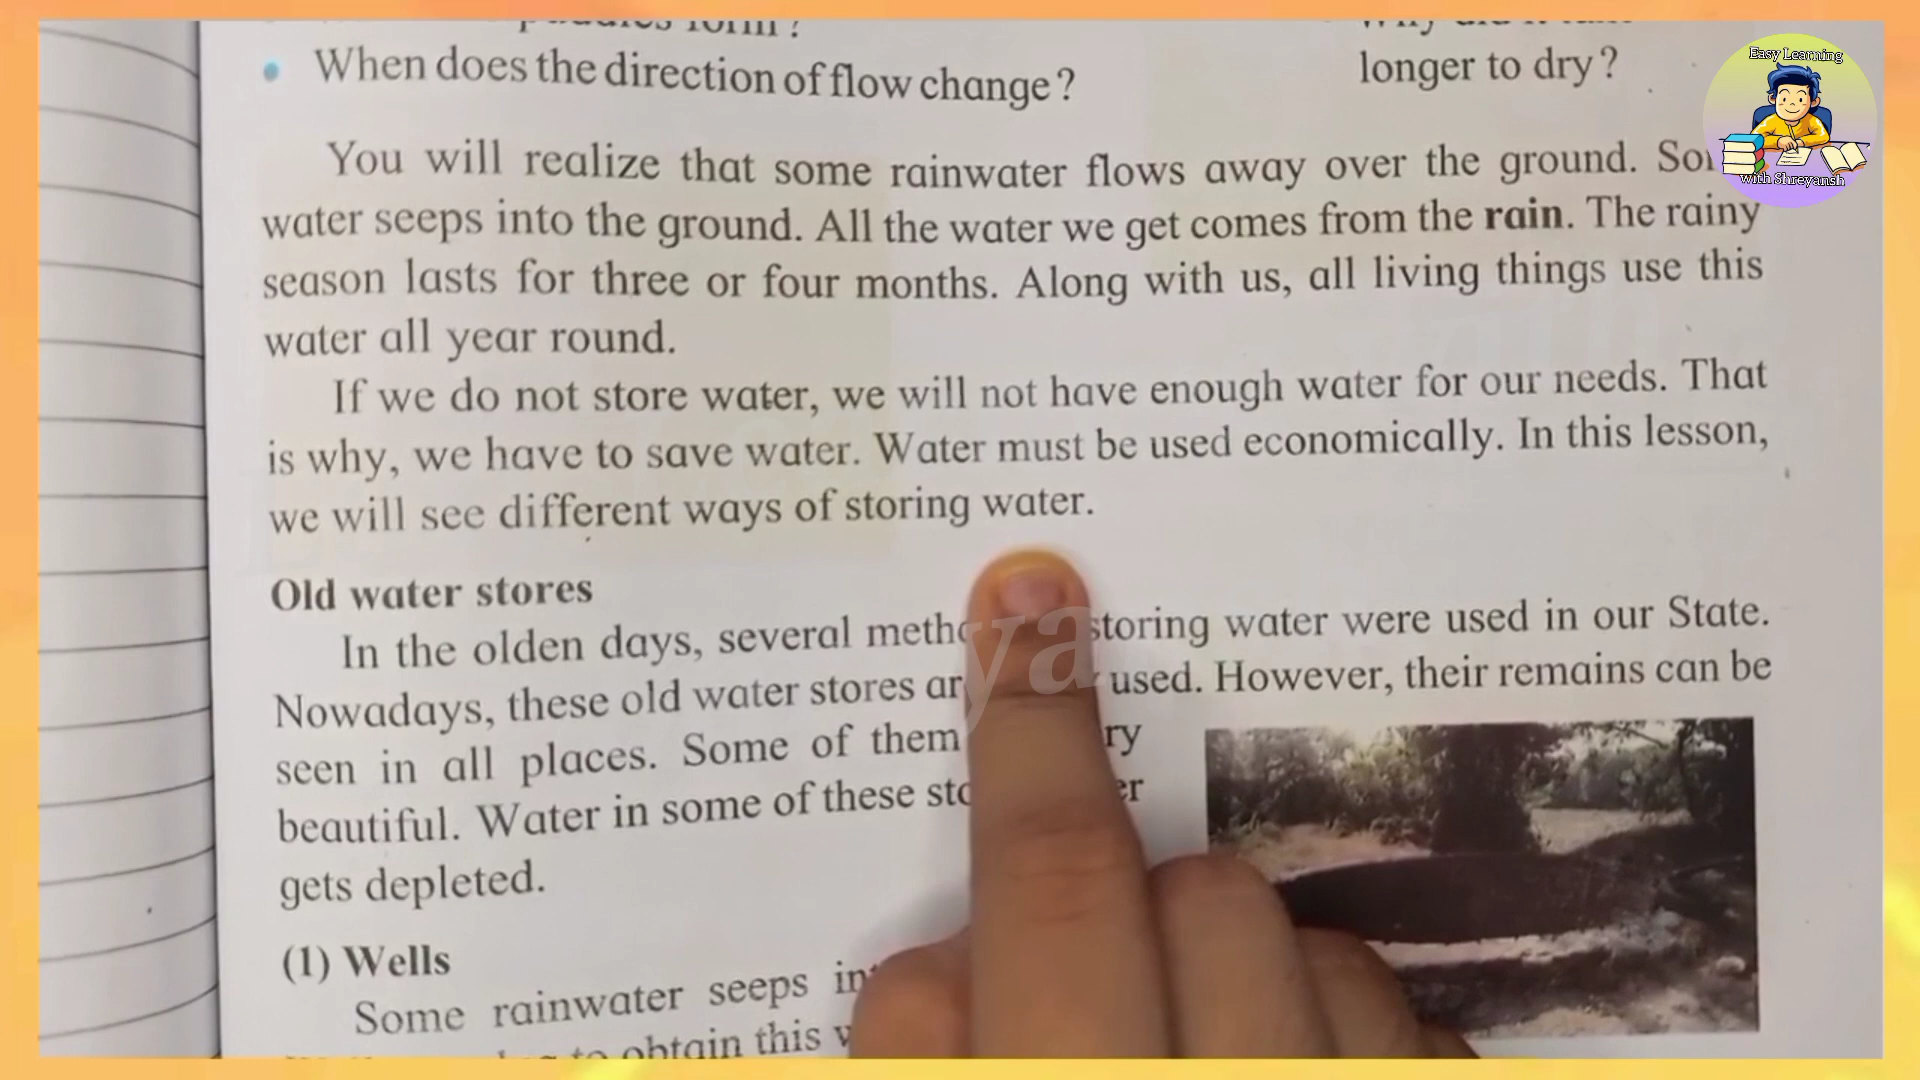 puddles form?
longer to dry?
• When does the direction of flow change?
You will realize that some rainwater flows away over the ground.
water seeps into the ground. All the water we get comes from the rain. The rainy
season lasts for three or four months. Along with us, all living things use this
water all year round.
If we do not store water, we will not have enough water for our needs. That
is why, we have to save water. Water must be used economically. In this lesson,
we will see different ways of storing water.
Old water stores
In the olden days, several storing water were used in our State.
Nowadays, these old water stores used. However, their remains can be
seen in all places. Some of them
beautiful. Water in some of these
gets depleted.
(1) Wells
Some rainwater seeps
to obtain this
Easy Learning
with Shreyansh
ya